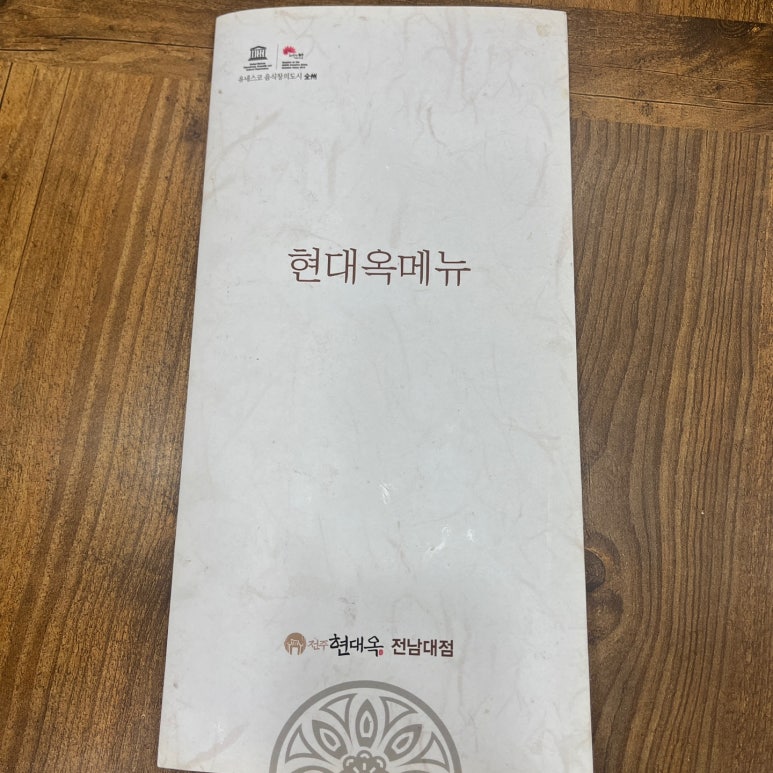 유네스코 음식창의도시 全州
현대옥메뉴
전주 현대옥 전남대점